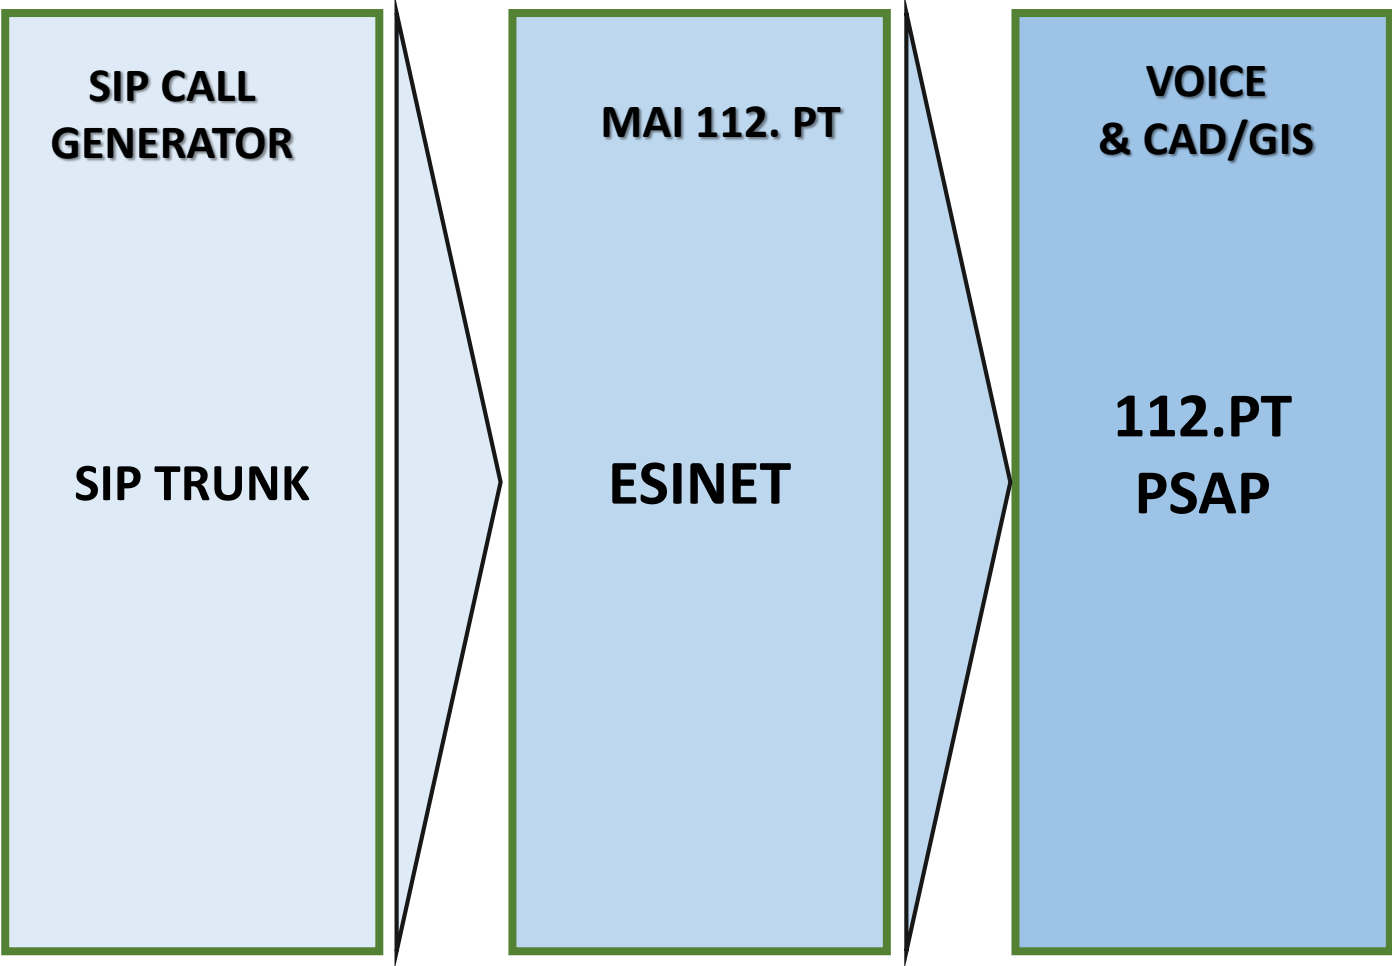 SIP CALL
GENERATOR
SIP TRUNK
MAI 112. PT
ESINET
VOICE
& CAD/GIS
112.PT
PSAP